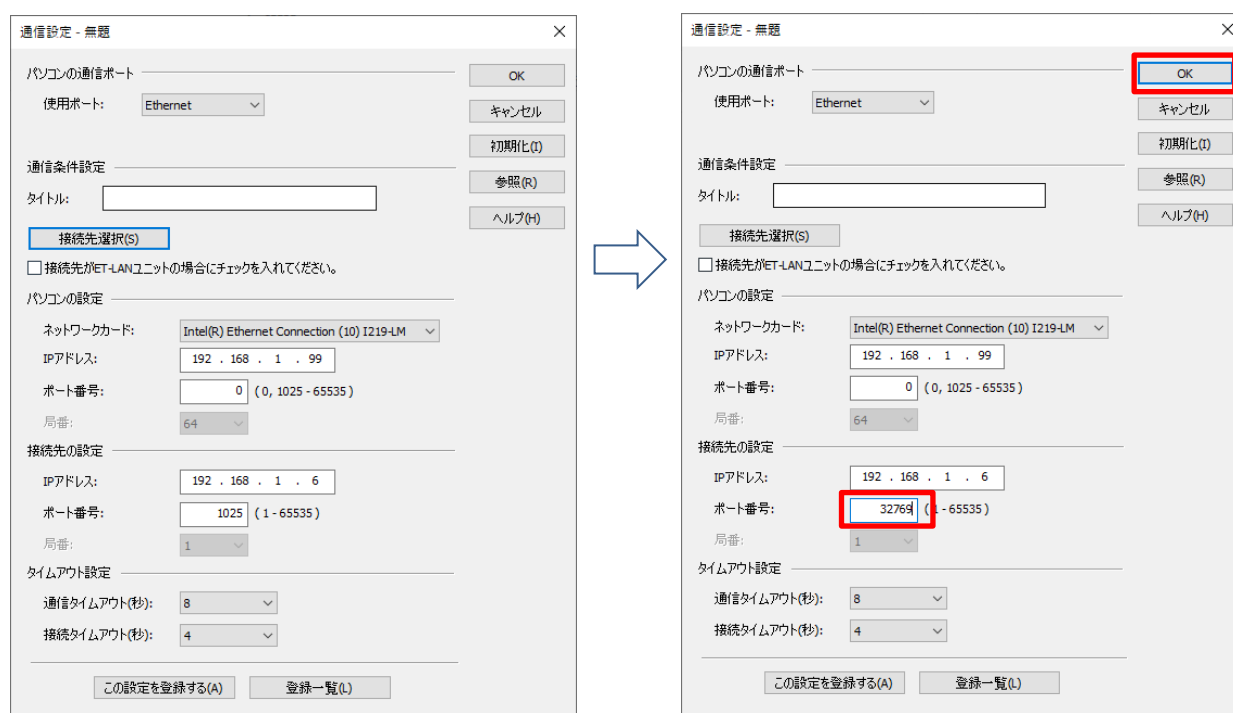 通信設定 - 無題
パソコンの通信ポート
OK
使用ポート: Ethernet
キャンセル
初期化(I)
通信条件設定
参照(R)
タイトル:
ヘルプ(H)
接続先選択(S)
接続先がET-LANユニットの場合にチェックを入れてください。
パソコンの設定
ネットワークカード: Intel(R) Ethernet Connection (10) I219-LM
IPアドレス: 192 . 168 . 1 . 99
ポート番号: 0 ( 0, 1025 - 65535 )
局番: 64
接続先の設定
IPアドレス: 192 . 168 . 1 . 6
ポート番号: 1025 ( 1 - 65535 )
局番: 1
タイムアウト設定
通信タイムアウト(秒): 8
接続タイムアウト(秒): 4
この設定を登録する(A) 登録一覧(L)
通信設定 - 無題
パソコンの通信ポート
OK
使用ポート: Ethernet
キャンセル
初期化(I)
通信条件設定
参照(R)
タイトル:
ヘルプ(H)
接続先選択(S)
接続先がET-LANユニットの場合にチェックを入れてください。
パソコンの設定
ネットワークカード: Intel(R) Ethernet Connection (10) I219-LM
IPアドレス: 192 . 168 . 1 . 99
ポート番号: 0 ( 0, 1025 - 65535 )
局番: 64
接続先の設定
IPアドレス: 192 . 168 . 1 . 6
ポート番号: 32769 ( 1 - 65535 )
局番: 1
タイムアウト設定
通信タイムアウト(秒): 8
接続タイムアウト(秒): 4
この設定を登録する(A) 登録一覧(L)